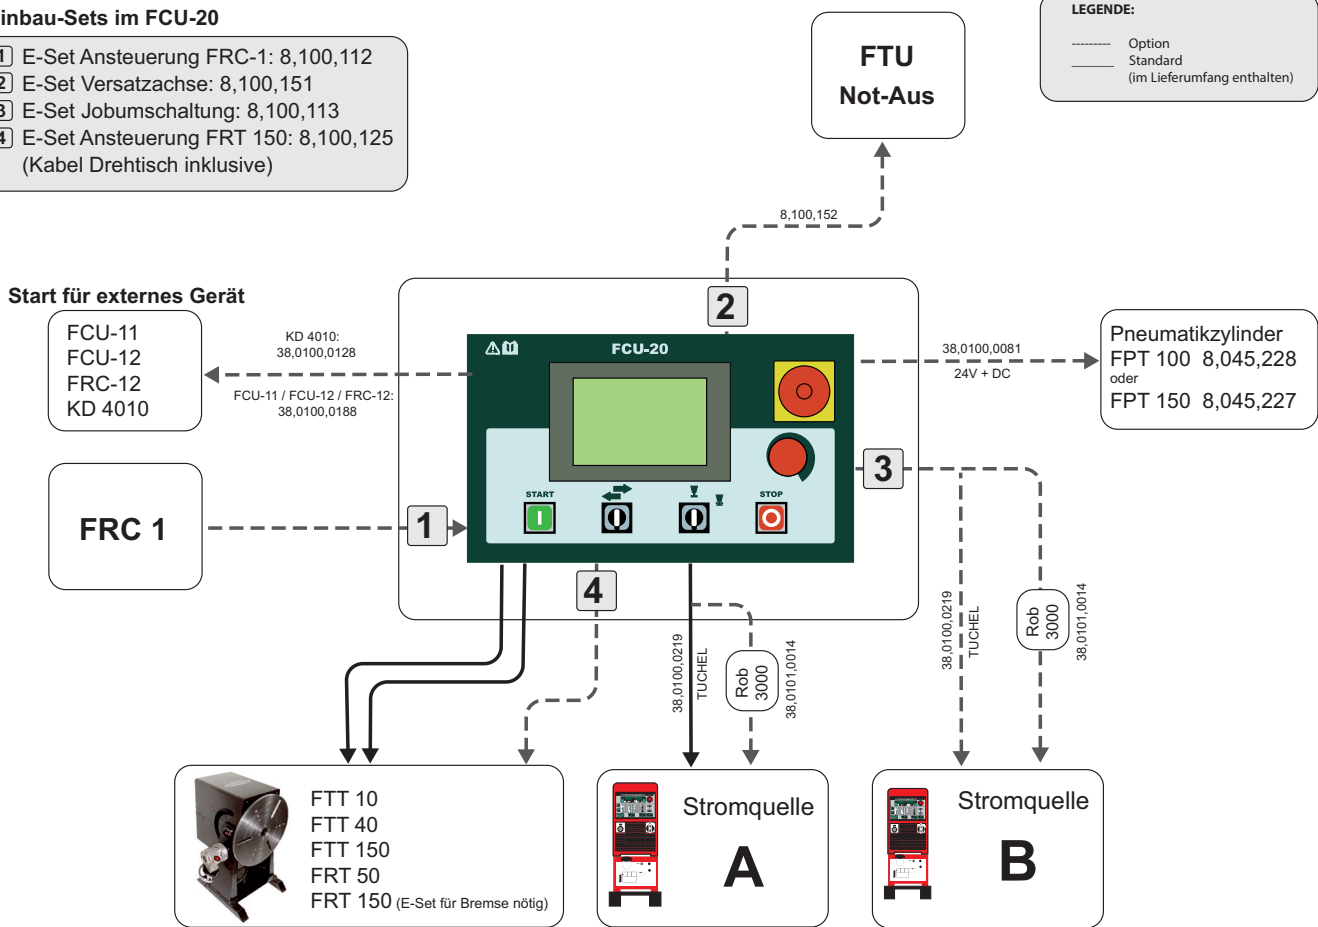 inbau-Sets im FCU-20
1 E-Set Ansteuerung FRC-1: 8,100,112
2 E-Set Versatzachse: 8,100,151
3 E-Set Jobumschaltung: 8,100,113
4 E-Set Ansteuerung FRT 150: 8,100,125
(Kabel Drehtisch inklusive)
FTU
Not-Aus
LEGENDE:
--------- Option
_______ Standard
(im Lieferumfang enthalten)
8,100,152
Start für externes Gerät
FCU-11
FCU-12
FRC-12
KD 4010
KD 4010:
38,0100,0128
FCU-11 / FCU-12 / FRC-12:
38,0100,0188
2
FCU-20
START
STOP
38,0100,0081
24V + DC
Pneumatikzylinder
FPT 100 8,045,228
oder
FPT 150 8,045,227
FRC 1
1
3
4
38,0100,0219
TUCHEL
Rob
3000
38,0101,0014
38,0100,0219
TUCHEL
Rob
3000
38,0101,0014
FTT 10
FTT 40
FTT 150
FRT 50
FRT 150 (E-Set für Bremse nötig)
Stromquelle
A
Stromquelle
B